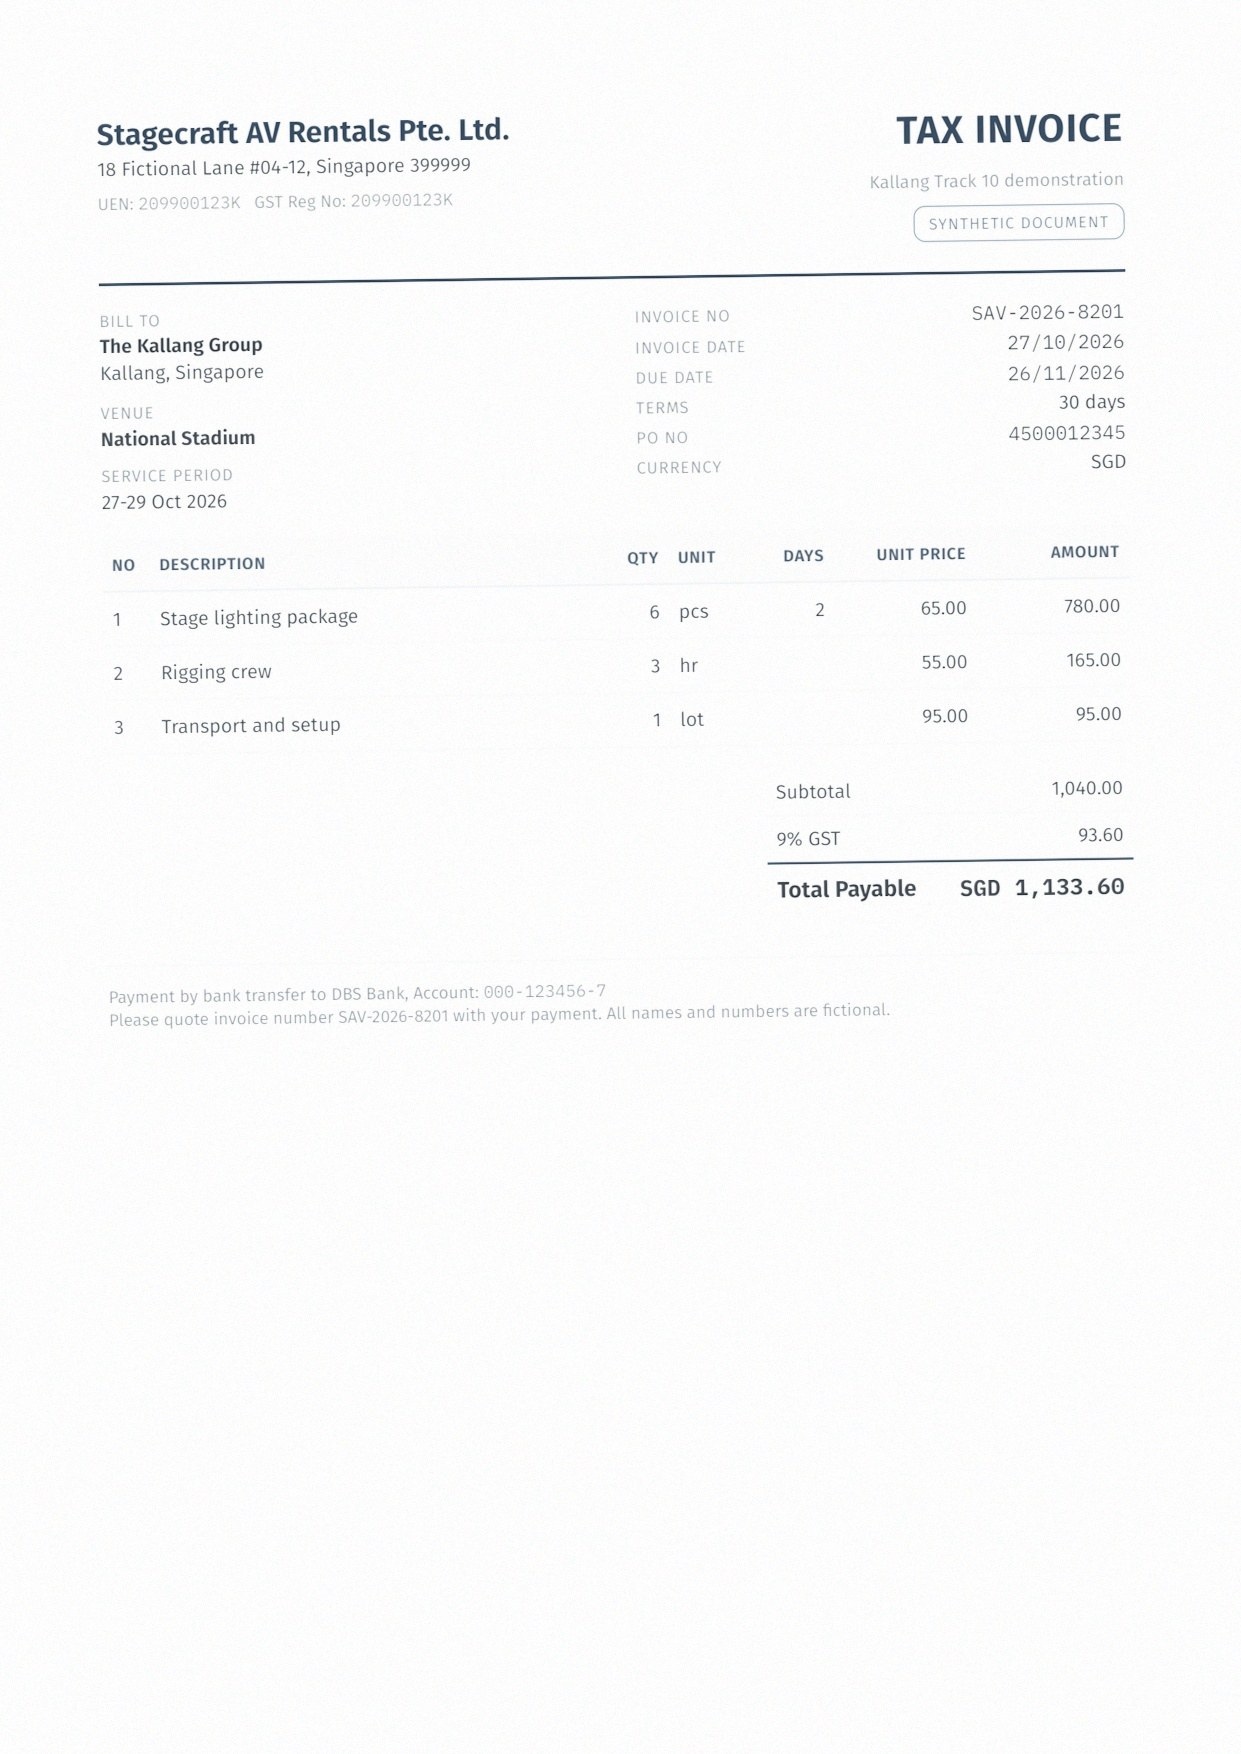 Stagecraft AV Rentals Pte. Ltd.
18 Fictional Lane #04-12, Singapore 399999
UEN: 209900123K GST Reg No: 209900123K
TAX INVOICE
Kallang Track 10 demonstration
SYNTHETIC DOCUMENT
BILL TO
The Kallang Group
Kallang, Singapore
VENUE
National Stadium
SERVICE PERIOD
27-29 Oct 2026
INVOICE NO SAV-2026-8201
INVOICE DATE 27/10/2026
DUE DATE 26/11/2026
TERMS 30 days
PO NO 4500012345
CURRENCY SGD
NO DESCRIPTION QTY UNIT DAYS UNIT PRICE AMOUNT
1 Stage lighting package 6 pcs 2 65.00 780.00
2 Rigging crew 3 hr 55.00 165.00
3 Transport and setup 1 lot 95.00 95.00
Subtotal 1,040.00
9% GST 93.60
Total Payable SGD 1,133.60
Payment by bank transfer to DBS Bank, Account: 000-123456-7
Please quote invoice number SAV-2026-8201 with your payment. All names and numbers are fictional.